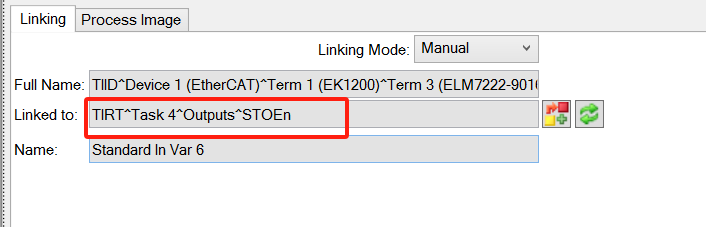 Linking Process Image
Linking Mode: Manual
Full Name: TIID^Device 1 (EtherCAT)^Term 1 (EK1200)^Term 3 (ELM7222-9010
Linked to: TIRT^Task 4^Outputs^STOEn
Name: Standard In Var 6